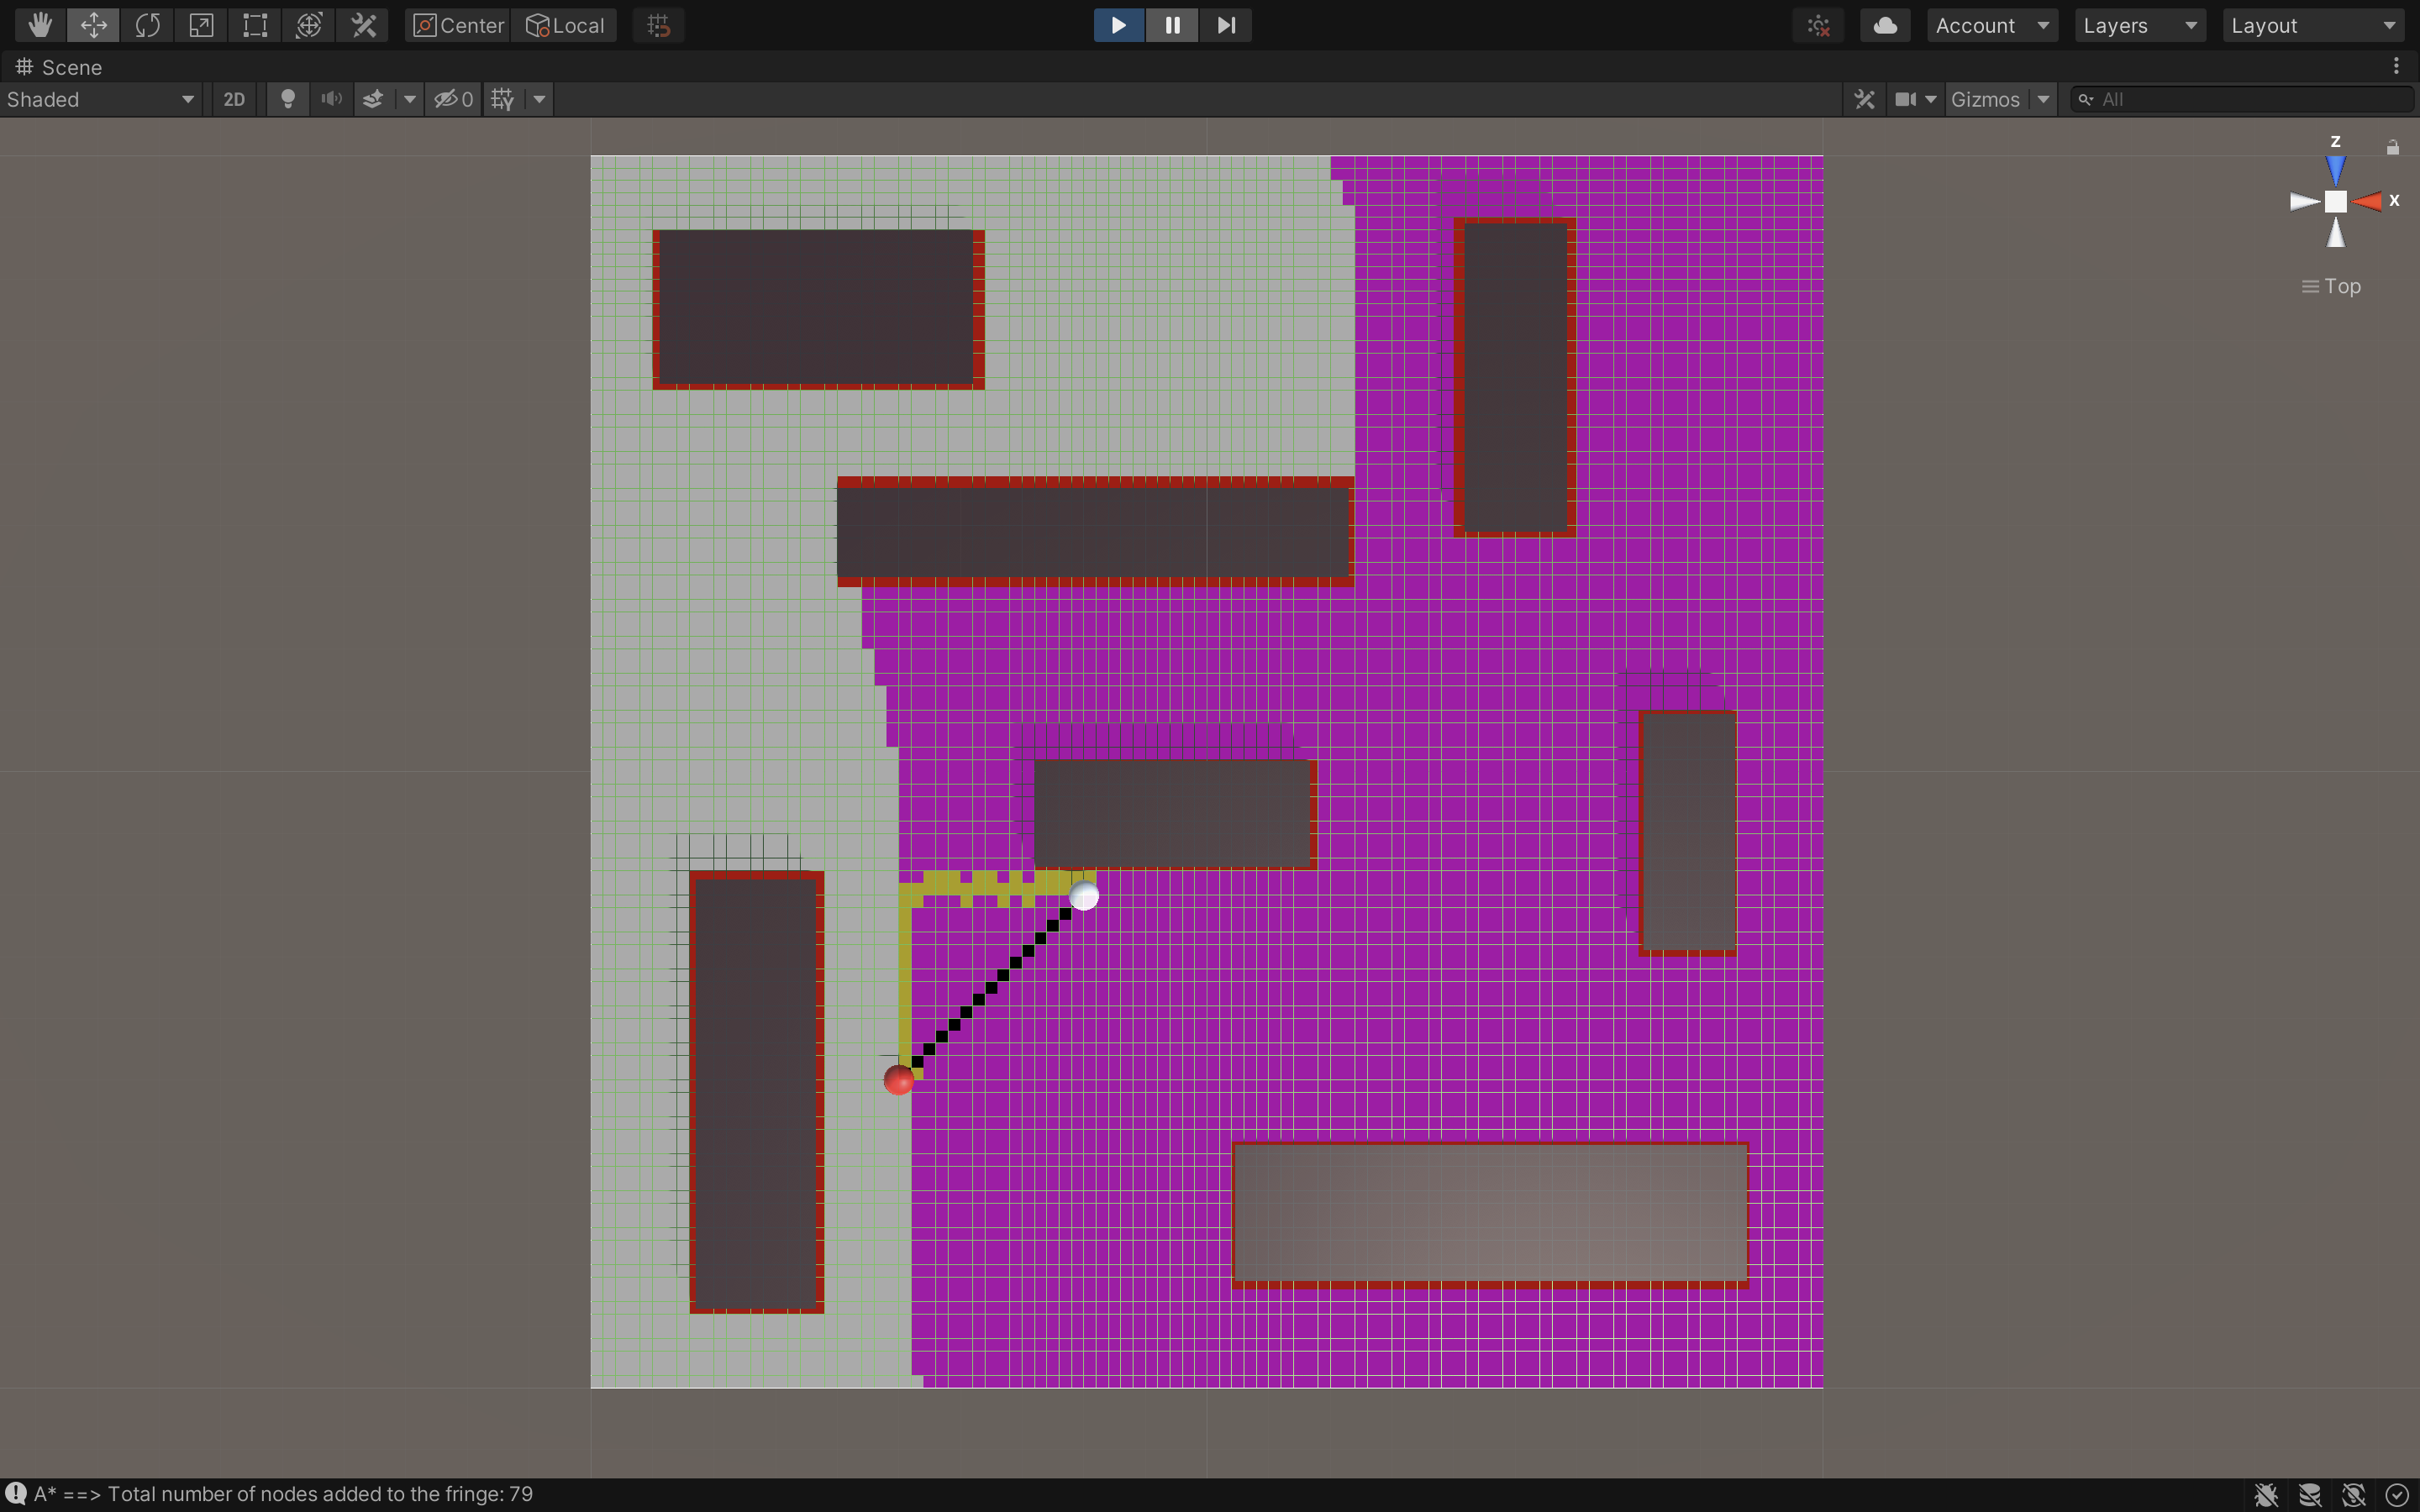 Center
Local
Account
Layers
Layout
Scene
Shaded
2D
0
Gizmos
All
z
x
Top
A* ==> Total number of nodes added to the fringe: 79